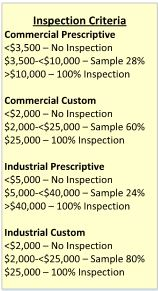 Inspection Criteria
Commercial Prescriptive
<$3,500 – No Inspection
$3,500-<$10,000 – Sample 28%
>$10,000 – 100% Inspection
Commercial Custom
<$2,000 – No Inspection
$2,000-<$25,000 – Sample 60%
$25,000 – 100% Inspection
Industrial Prescriptive
<$5,000 – No Inspection
$5,000-<$40,000 – Sample 24%
>$40,000 – 100% Inspection
Industrial Custom
<$2,000 – No Inspection
$2,000-<$25,000 – Sample 80%
$25,000 – 100% Inspection